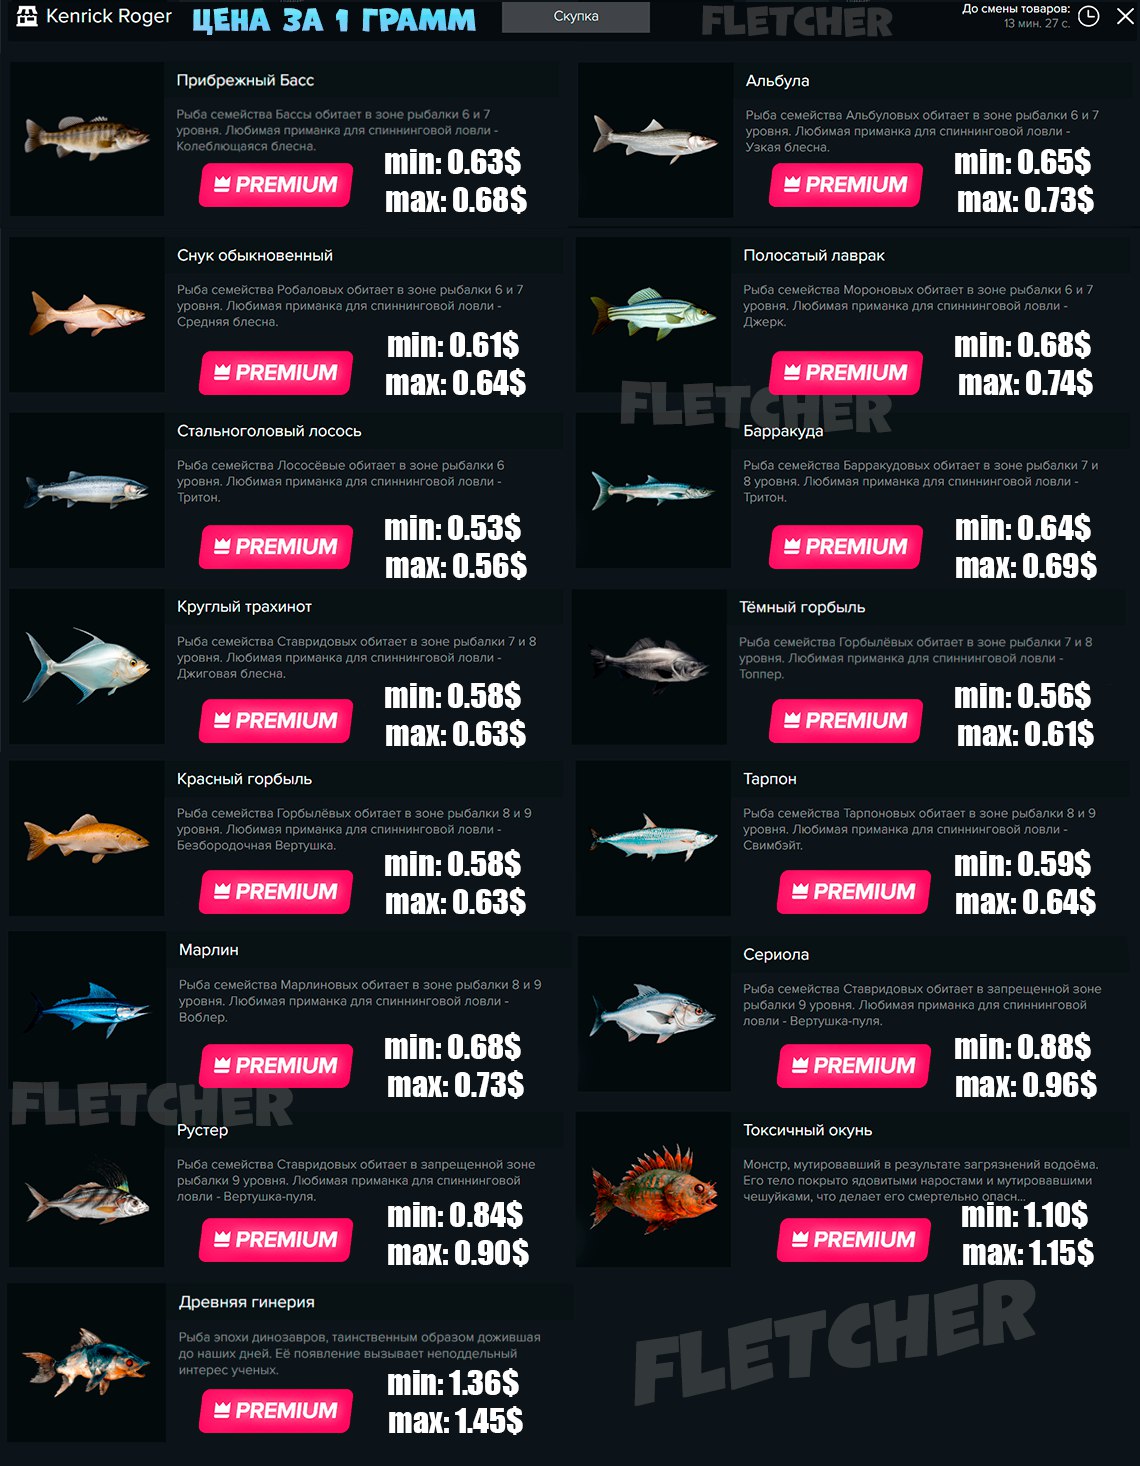 Kenrick Roger
ЦЕНА ЗА 1 ГРАММ
Скупка
FLETCHER
До смены товаров:
13 мин. 27 с.
Прибрежный Басс
Рыба семейства Бассы обитает в зоне рыбалки 6 и 7
уровня. Любимая приманка для спиннинговой ловли -
Колеблющаяся блесна.
PREMIUM
min: 0.63$
max: 0.68$
Альбула
Рыба семейства Альбуловых обитает в зоне рыбалки 6 и 7
уровня. Любимая приманка для спиннинговой ловли -
Узкая блесна.
PREMIUM
min: 0.65$
max: 0.73$
Снук обыкновенный
Рыба семейства Робаловых обитает в зоне рыбалки 6 и 7
уровня. Любимая приманка для спиннинговой ловли -
Средняя блесна.
PREMIUM
min: 0.61$
max: 0.64$
Полосатый лаврак
Рыба семейства Мороновых обитает в зоне рыбалки 6 и 7
уровня. Любимая приманка для спиннинговой ловли -
Джерк.
PREMIUM
min: 0.68$
max: 0.74$
FLETCHER
Стальноголовый лосось
Рыба семейства Лососёвые обитает в зоне рыбалки 6
уровня. Любимая приманка для спиннинговой ловли -
Тритон.
PREMIUM
min: 0.53$
max: 0.56$
Барракуда
Рыба семейства Барракудовых обитает в зоне рыбалки 7 и
8 уровня. Любимая приманка для спиннинговой ловли -
Тритон.
PREMIUM
min: 0.64$
max: 0.69$
Круглый трахинот
Рыба семейства Ставридовых обитает в зоне рыбалки 7 и 8
уровня. Любимая приманка для спиннинговой ловли -
Джиговая блесна.
PREMIUM
min: 0.58$
max: 0.63$
Тёмный горбыль
Рыба семейства Горбылёвых обитает в зоне рыбалки 7 и 8
уровня. Любимая приманка для спиннинговой ловли -
Топпер.
PREMIUM
min: 0.56$
max: 0.61$
Красный горбыль
Рыба семейства Горбылёвых обитает в зоне рыбалки 8 и 9
уровня. Любимая приманка для спиннинговой ловли -
Безбородочная Вертушка.
PREMIUM
min: 0.58$
max: 0.63$
Тарпон
Рыба семейства Тарпоновых обитает в зоне рыбалки 8 и 9
уровня. Любимая приманка для спиннинговой ловли -
Свимбэйт.
PREMIUM
min: 0.59$
max: 0.64$
Марлин
Рыба семейства Марлиновых обитает в зоне рыбалки 8 и 9
уровня. Любимая приманка для спиннинговой ловли -
Воблер.
PREMIUM
min: 0.68$
max: 0.73$
Сериола
Рыба семейства Ставридовых обитает в запрещенной зоне
рыбалки 9 уровня. Любимая приманка для спиннинговой
ловли - Вертушка-пуля.
PREMIUM
min: 0.88$
max: 0.96$
FLETCHER
Рустер
Рыба семейства Ставридовых обитает в запрещенной зоне
рыбалки 9 уровня. Любимая приманка для спиннинговой
ловли - Вертушка-пуля.
PREMIUM
min: 0.84$
max: 0.90$
Токсичный окунь
Монстр, мутировавший в результате загрязнений водоёма.
Его тело покрыто ядовитыми наростами и мутировавшими
чешуйками, что делает его смертельно опасн...
PREMIUM
min: 1.10$
max: 1.15$
Древняя гинерия
Рыба эпохи динозавров, таинственным образом дожившая
до наших дней. Её появление вызывает неподдельный
интерес ученых.
PREMIUM
min: 1.36$
max: 1.45$
FLETCHER